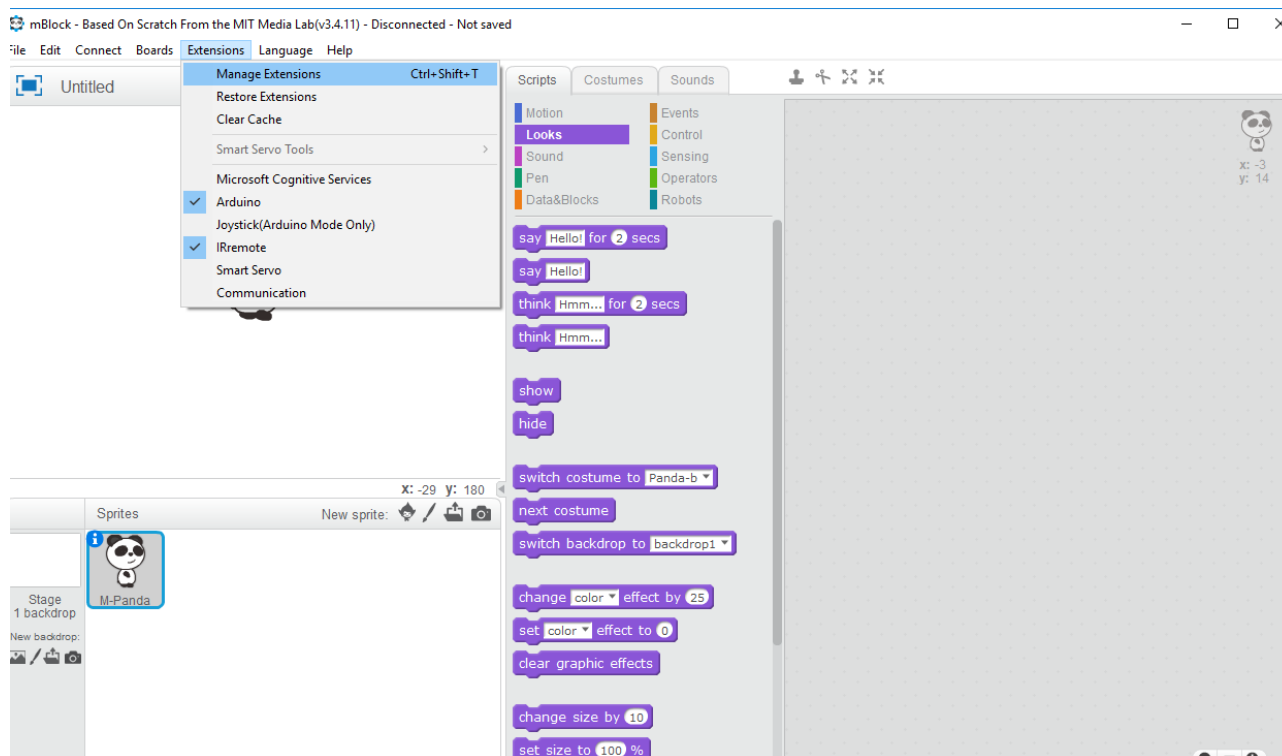 mBlock - Based On Scratch From the MIT Media Lab(v3.4.11) - Disconnected - Not saved
File Edit Connect Boards Extensions Language Help
Untitled
Manage Extensions Ctrl+Shift+T
Restore Extensions
Clear Cache
Smart Servo Tools
Microsoft Cognitive Services
Arduino
Joystick(Arduino Mode Only)
IRremote
Smart Servo
Communication
X: -29 Y: 180
Sprites New sprite:
M-Panda
Stage
1 backdrop
New backdrop:
Scripts Costumes Sounds
Motion Events
Looks Control
Sound Sensing
Pen Operators
Data&Blocks Robots
say Hello! for 2 secs
say Hello!
think Hmm... for 2 secs
think Hmm...
show
hide
switch costume to Panda-b
next costume
switch backdrop to backdrop1
change color effect by 25
set color effect to 0
clear graphic effects
change size by 10
set size to 100 %
x: -3
y: 14